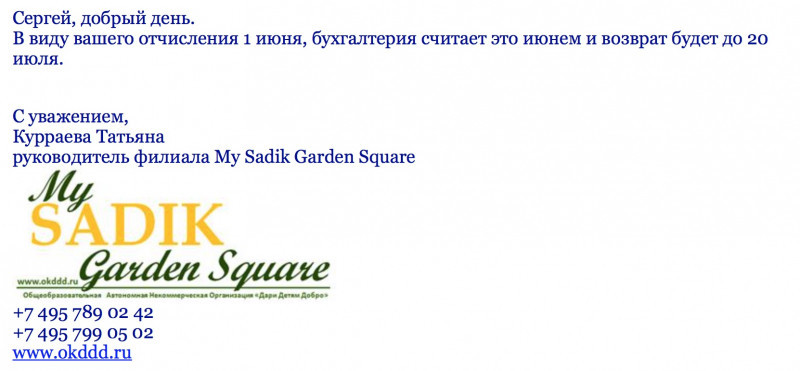 Сергей, добрый день.
В виду вашего отчисления 1 июня, бухгалтерия считает это июнем и возврат будет до 20
июля.
С уважением,
Курраева Татьяна
руководитель филиала My Sadik Garden Square
My
SADIK
Garden Square
www.okddd.ru
Общеобразовательная Автономная Некоммерческая Организация «Дари Детям Добро»
+7 495 789 02 42
+7 495 799 05 02
www.okddd.ru